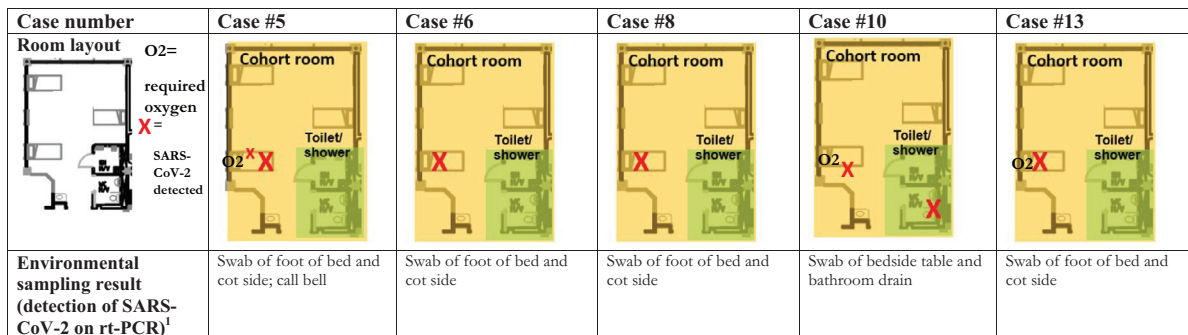 Case number
Case #5
Case #6
Case #8
Case #10
Case #13
Room layout
O2=
required
oxygen
X =
SARS-
CoV-2
detected
Cohort room
Toilet/
shower
O2 x X
Cohort room
Toilet/
shower
X
Cohort room
Toilet/
shower
X
Cohort room
Toilet/
shower
O2 X
X
Cohort room
Toilet/
shower
O2 X
Environmental
sampling result
(detection of SARS-
CoV-2 on rt-PCR)1
Swab of foot of bed and
cot side; call bell
Swab of foot of bed and
cot side
Swab of foot of bed and
cot side
Swab of bedside table and
bathroom drain
Swab of foot of bed and
cot side